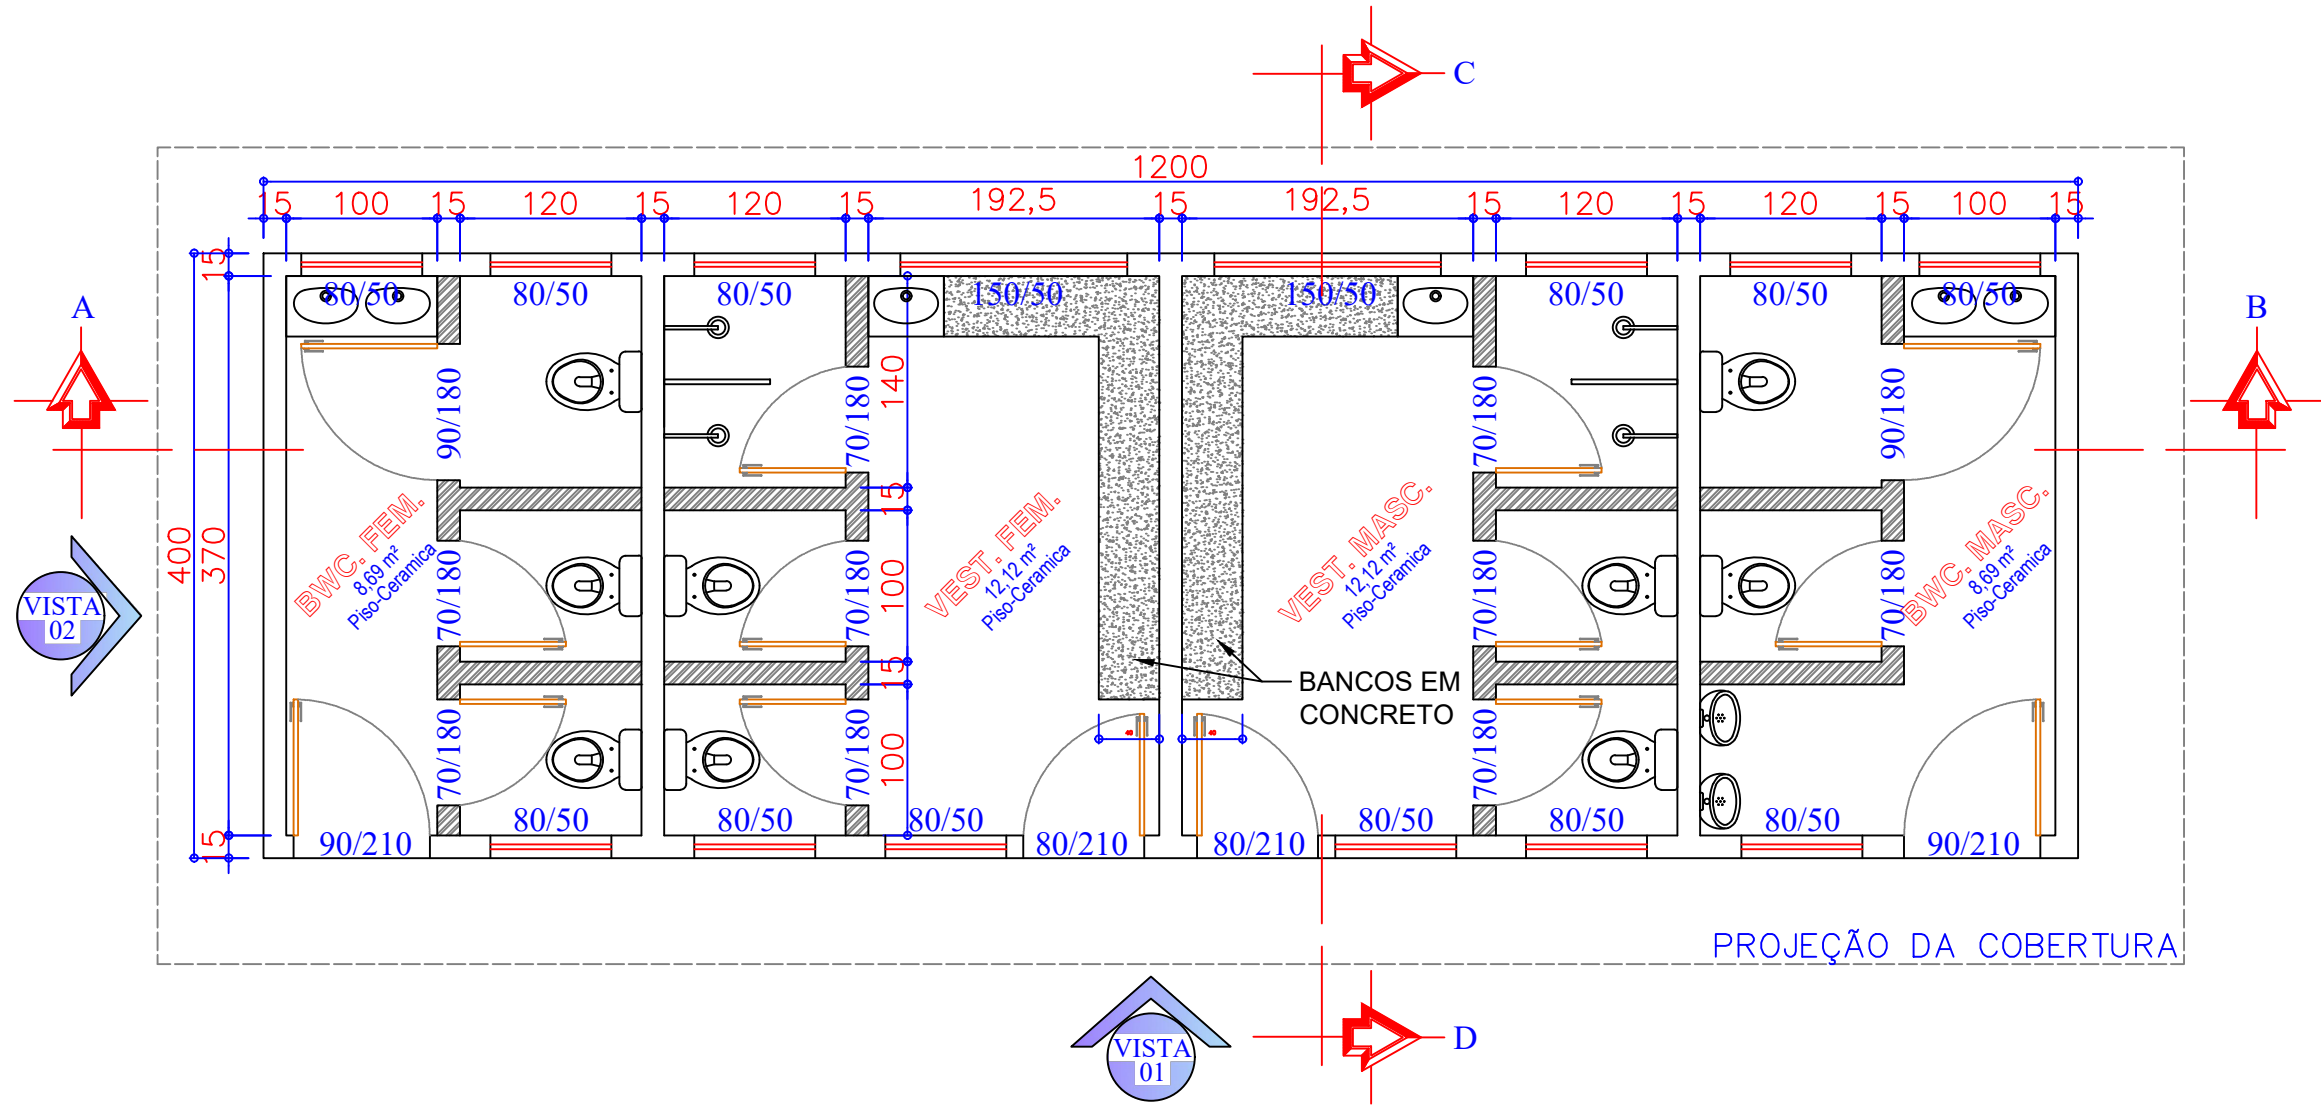 C
1200
15
100
15
120
15
120
15
192,5
15
192,5
15
120
15
120
15
100
15
15
80/50
80/50
80/50
150/50
150/50
80/50
80/50
80/50
A
B
90/180
70/180
140
70/180
90/180
400
370
15
BWC. FEM.
8,69 m²
Piso-Ceramica
VEST. FEM.
12,12 m²
Piso-Ceramica
VEST. MASC.
12,12 m²
Piso-Ceramica
BWC. MASC.
8,69 m²
Piso-Ceramica
70/180
70/180
100
70/180
70/180
VISTA
02
15
BANCOS EM
CONCRETO
70/180
70/180
100
40
40
70/180
15
80/50
80/50
80/50
80/50
80/50
80/50
90/210
80/210
80/210
90/210
PROJEÇÃO DA COBERTURA
VISTA
01
D